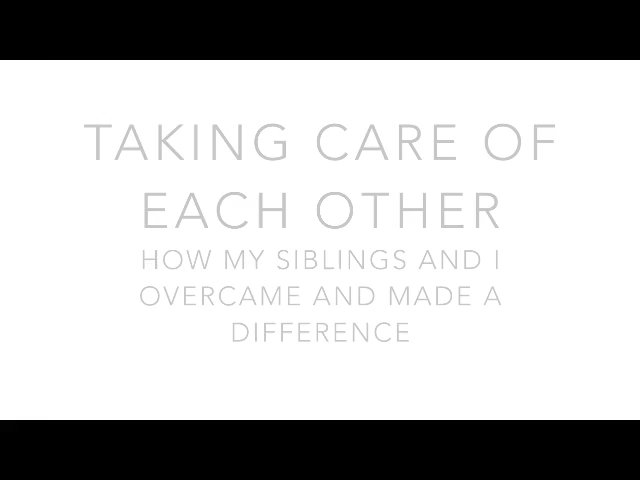 TAKING CARE OF
EACH OTHER
HOW MY SIBLINGS AND I
OVERCAME AND MADE A
DIFFERENCE